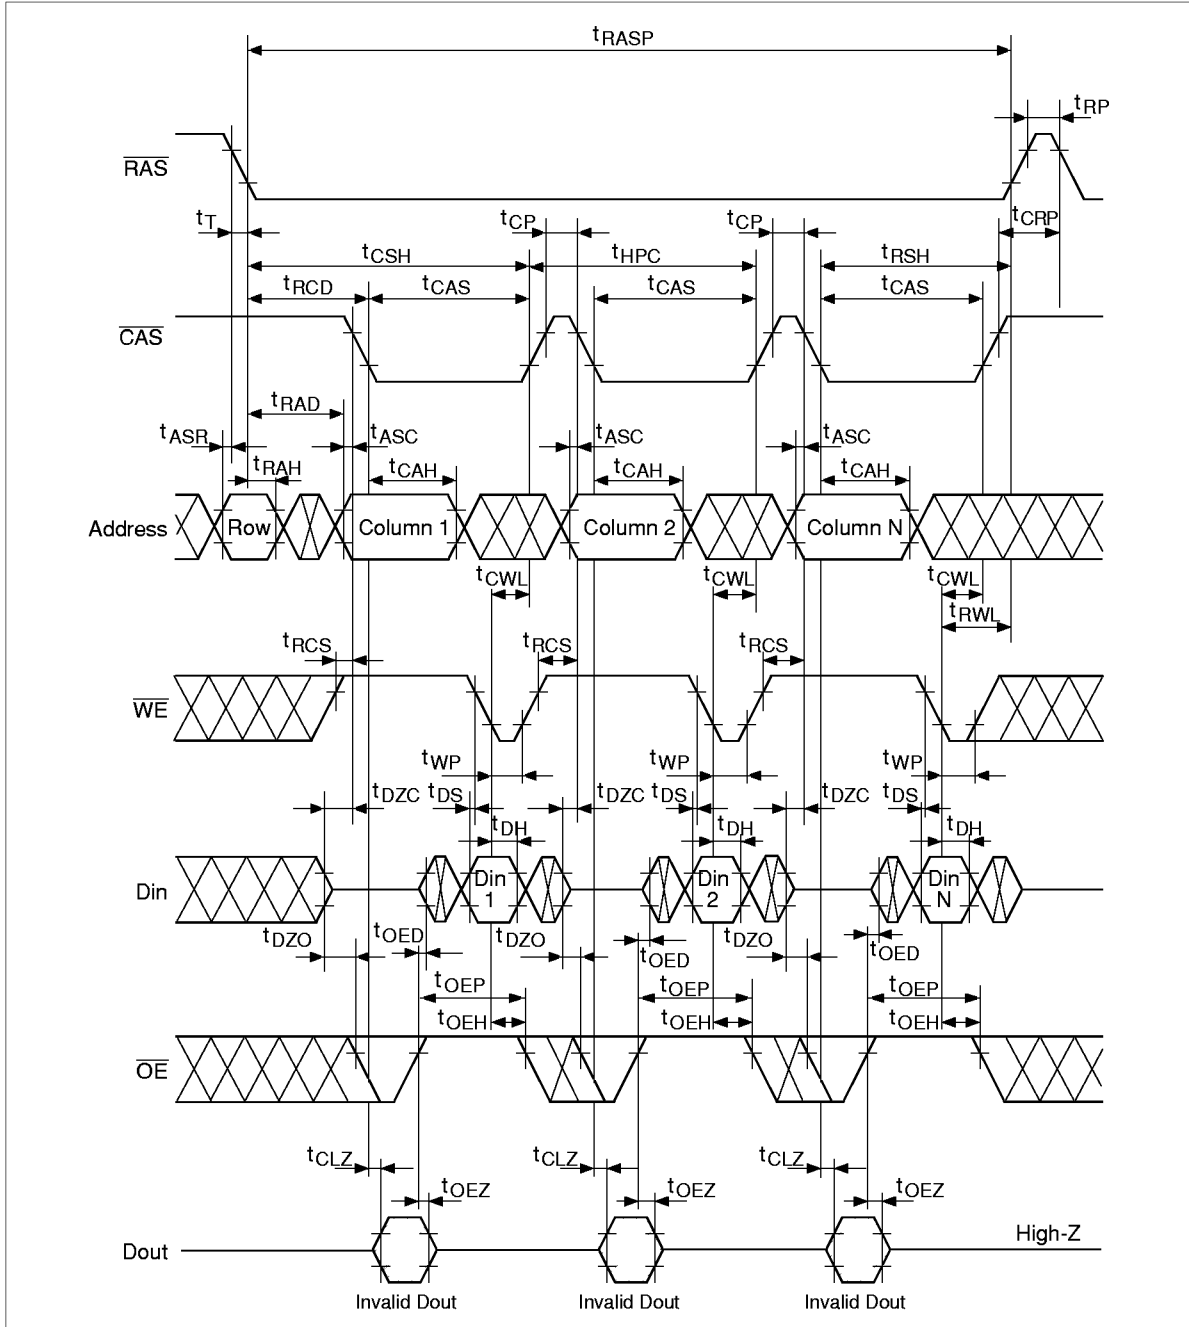 tRASP
tRP
RAS
tT
tCP
tCP
tCRP
tCSH
tHPC
tRSH
tRCD
tCAS
tCAS
tCAS
CAS
tRAD
tASR
tASC
tASC
tASC
tRAH
tCAH
tCAH
tCAH
Address
Row
Column 1
Column 2
Column N
tCWL
tCWL
tCWL
tRWL
tRCS
tRCS
tRCS
WE
tWP
tWP
tWP
tDZC
tDS
tDZC
tDS
tDZC
tDS
tDH
tDH
tDH
Din
Din
1
Din
2
Din
N
tDZO
tOED
tDZO
tOED
tDZO
tOED
tOEP
tOEP
tOEP
tOEH
tOEH
tOEH
OE
tCLZ
tCLZ
tCLZ
tOEZ
tOEZ
tOEZ
High-Z
Dout
Invalid Dout
Invalid Dout
Invalid Dout